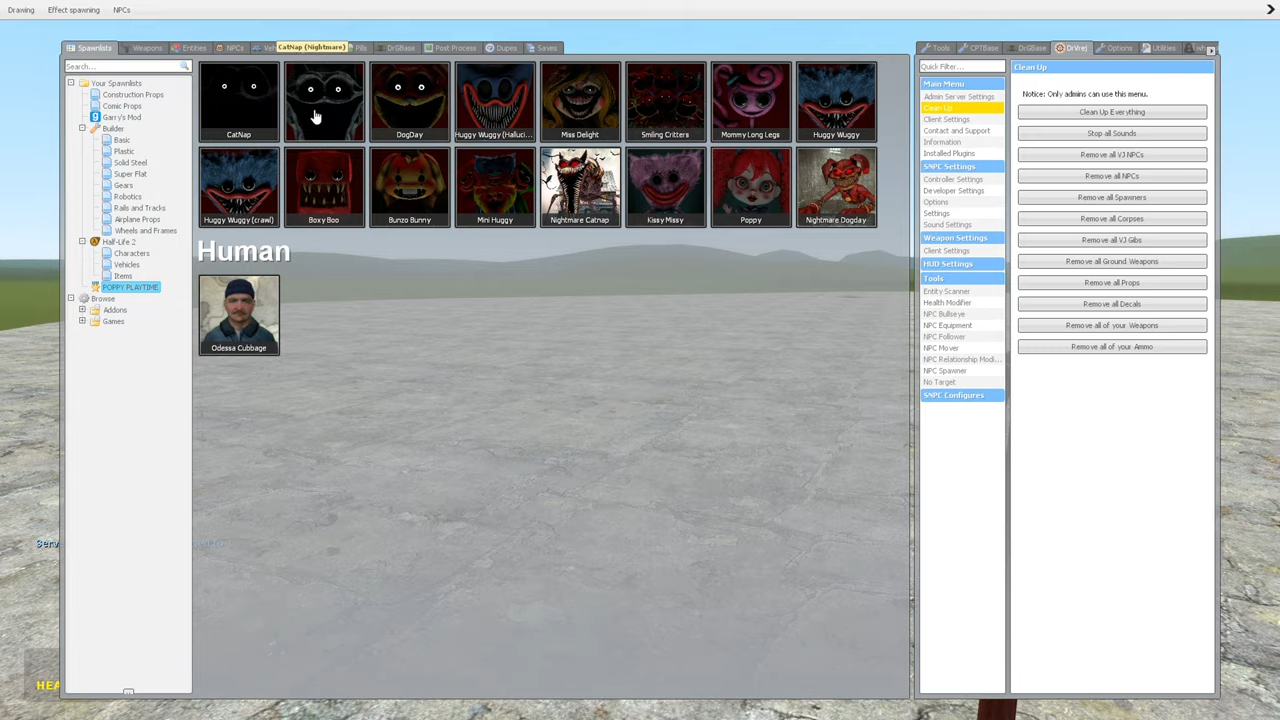 Drawing Effect spawning NPCs
Spawnlists Weapons Entities NPCs CatNap (Nightmare) Pills DrGBase Post Process Dupes Saves
Search...
Your Spawnlists
Construction Props
Comic Props
Garry's Mod
Builder
Basic
Plastic
Solid Steel
Super Flat
Gears
Robotics
Rails and Tracks
Airplane Props
Wheels and Frames
Half-Life 2
Characters
Vehicles
Items
POPPY PLAYTIME
Browse
Addons
Games
CatNap DogDay Huggy Wuggy (Halluci... Miss Delight Smiling Critters Mommy Long Legs Huggy Wuggy
Huggy Wuggy (crawl) Boxy Boo Bunzo Bunny Mini Huggy Nightmare Catnap Kissy Missy Poppy Nightmare Dogday
Human
Odessa Cubbage
Tools CPTBase DrGBase DrVrej Options Utilities
Quick Filter...
Main Menu
Admin Server Settings
Clean Up
Client Settings
Contact and Support
Information
Installed Plugins
SNPC Settings
Controller Settings
Developer Settings
Options
Settings
Sound Settings
Weapon Settings
Client Settings
HUD Settings
Tools
Entity Scanner
Health Modifier
NPC Bullseye
NPC Equipment
NPC Follower
NPC Mover
NPC Relationship Modi...
NPC Spawner
No Target
SNPC Configures
Clean Up
Notice: Only admins can use this menu.
Clean Up Everything
Stop all Sounds
Remove all VJ NPCs
Remove all NPCs
Remove all Spawners
Remove all Corpses
Remove all VJ Gibs
Remove all Ground Weapons
Remove all Props
Remove all Decals
Remove all of your Weapons
Remove all of your Ammo